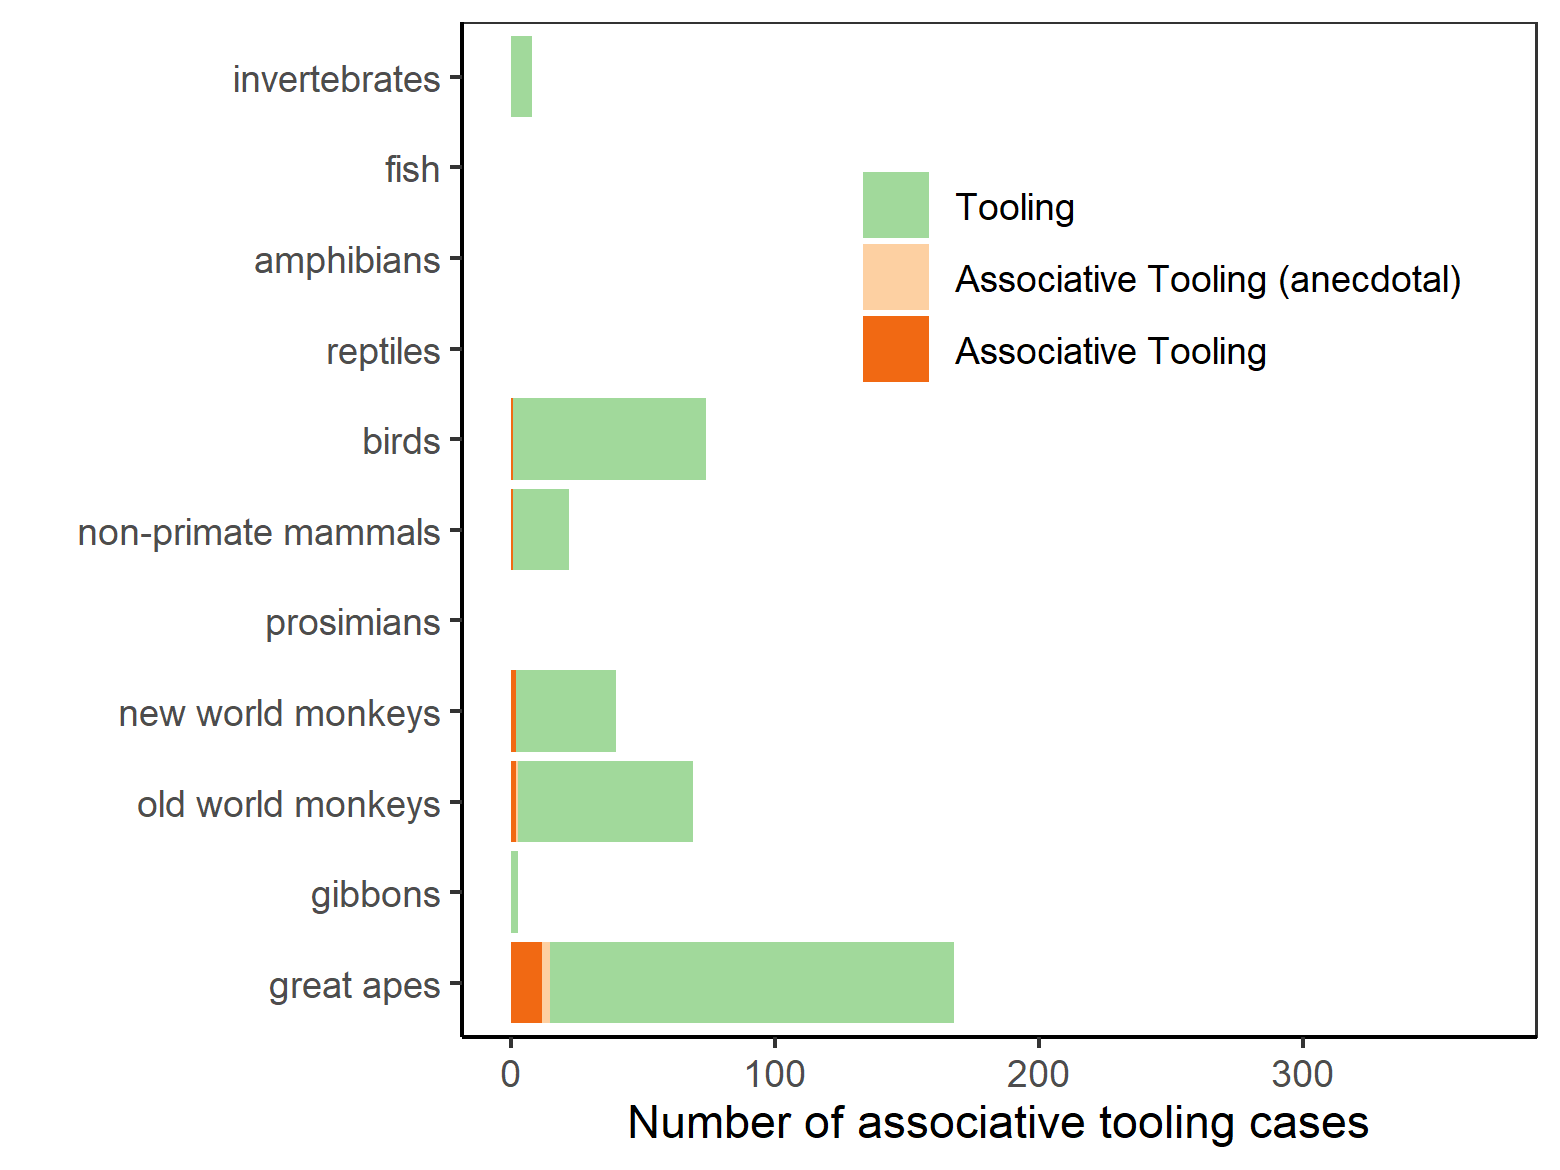 invertebrates
fish
amphibians
reptiles
birds
non-primate mammals
prosimians
new world monkeys
old world monkeys
gibbons
great apes
Tooling
Associative Tooling (anecdotal)
Associative Tooling
0 100 200 300
Number of associative tooling cases